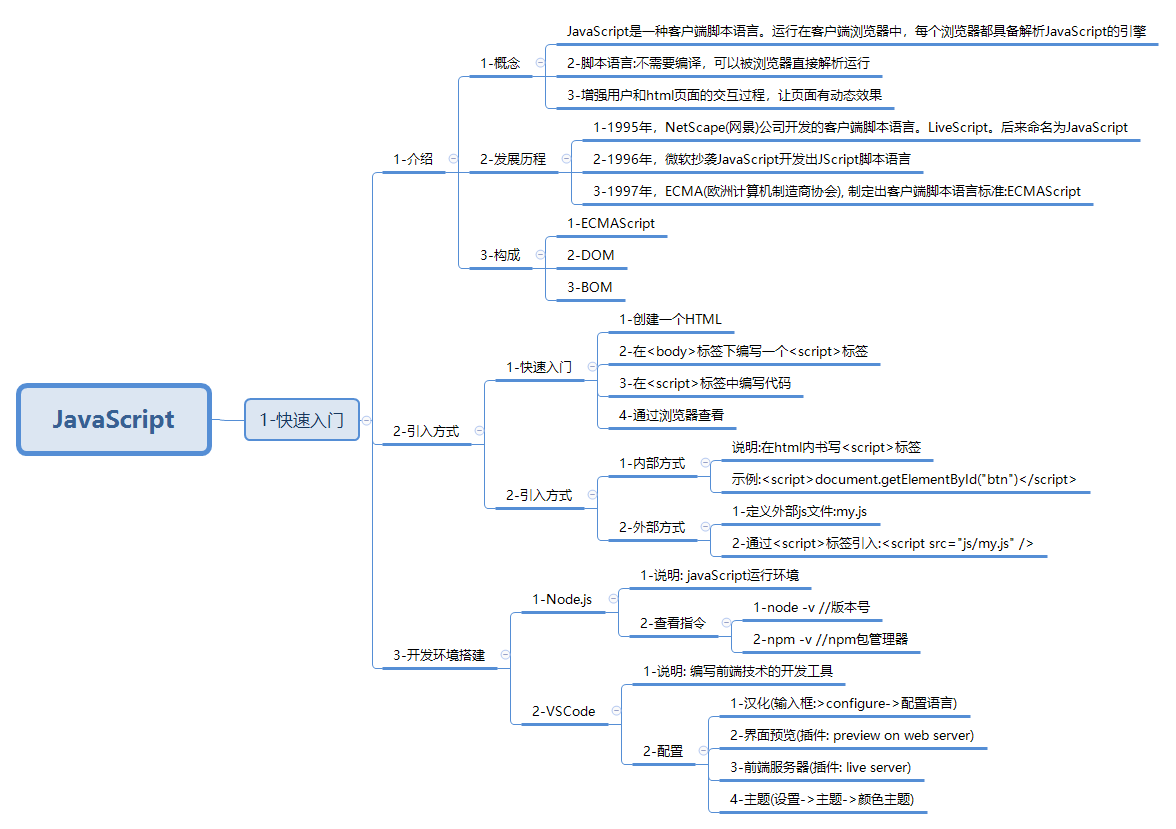 JavaScript
1-快速入门
1-介绍
1-概念
JavaScript是一种客户端脚本语言。运行在客户端浏览器中，每个浏览器都具备解析JavaScript的引擎
2-脚本语言:不需要编译，可以被浏览器直接解析运行
3-增强用户和html页面的交互过程，让页面有动态效果
2-发展历程
1-1995年，NetScape(网景)公司开发的客户端脚本语言。LiveScript。后来命名为JavaScript
2-1996年，微软抄袭JavaScript开发出JScript脚本语言
3-1997年，ECMA(欧洲计算机制造商协会), 制定出客户端脚本语言标准:ECMAScript
3-构成
1-ECMAScript
2-DOM
3-BOM
2-引入方式
1-快速入门
1-创建一个HTML
2-在<body>标签下编写一个<script>标签
3-在<script>标签中编写代码
4-通过浏览器查看
2-引入方式
1-内部方式
说明:在html内书写<script>标签
示例:<script>document.getElementById("btn")</script>
2-外部方式
1-定义外部js文件:my.js
2-通过<script>标签引入:<script src="js/my.js" />
3-开发环境搭建
1-Node.js
1-说明: javaScript运行环境
2-查看指令
1-node -v //版本号
2-npm -v //npm包管理器
2-VSCode
1-说明: 编写前端技术的开发工具
2-配置
1-汉化(输入框:>configure->配置语言)
2-界面预览(插件: preview on web server)
3-前端服务器(插件: live server)
4-主题(设置->主题->颜色主题)